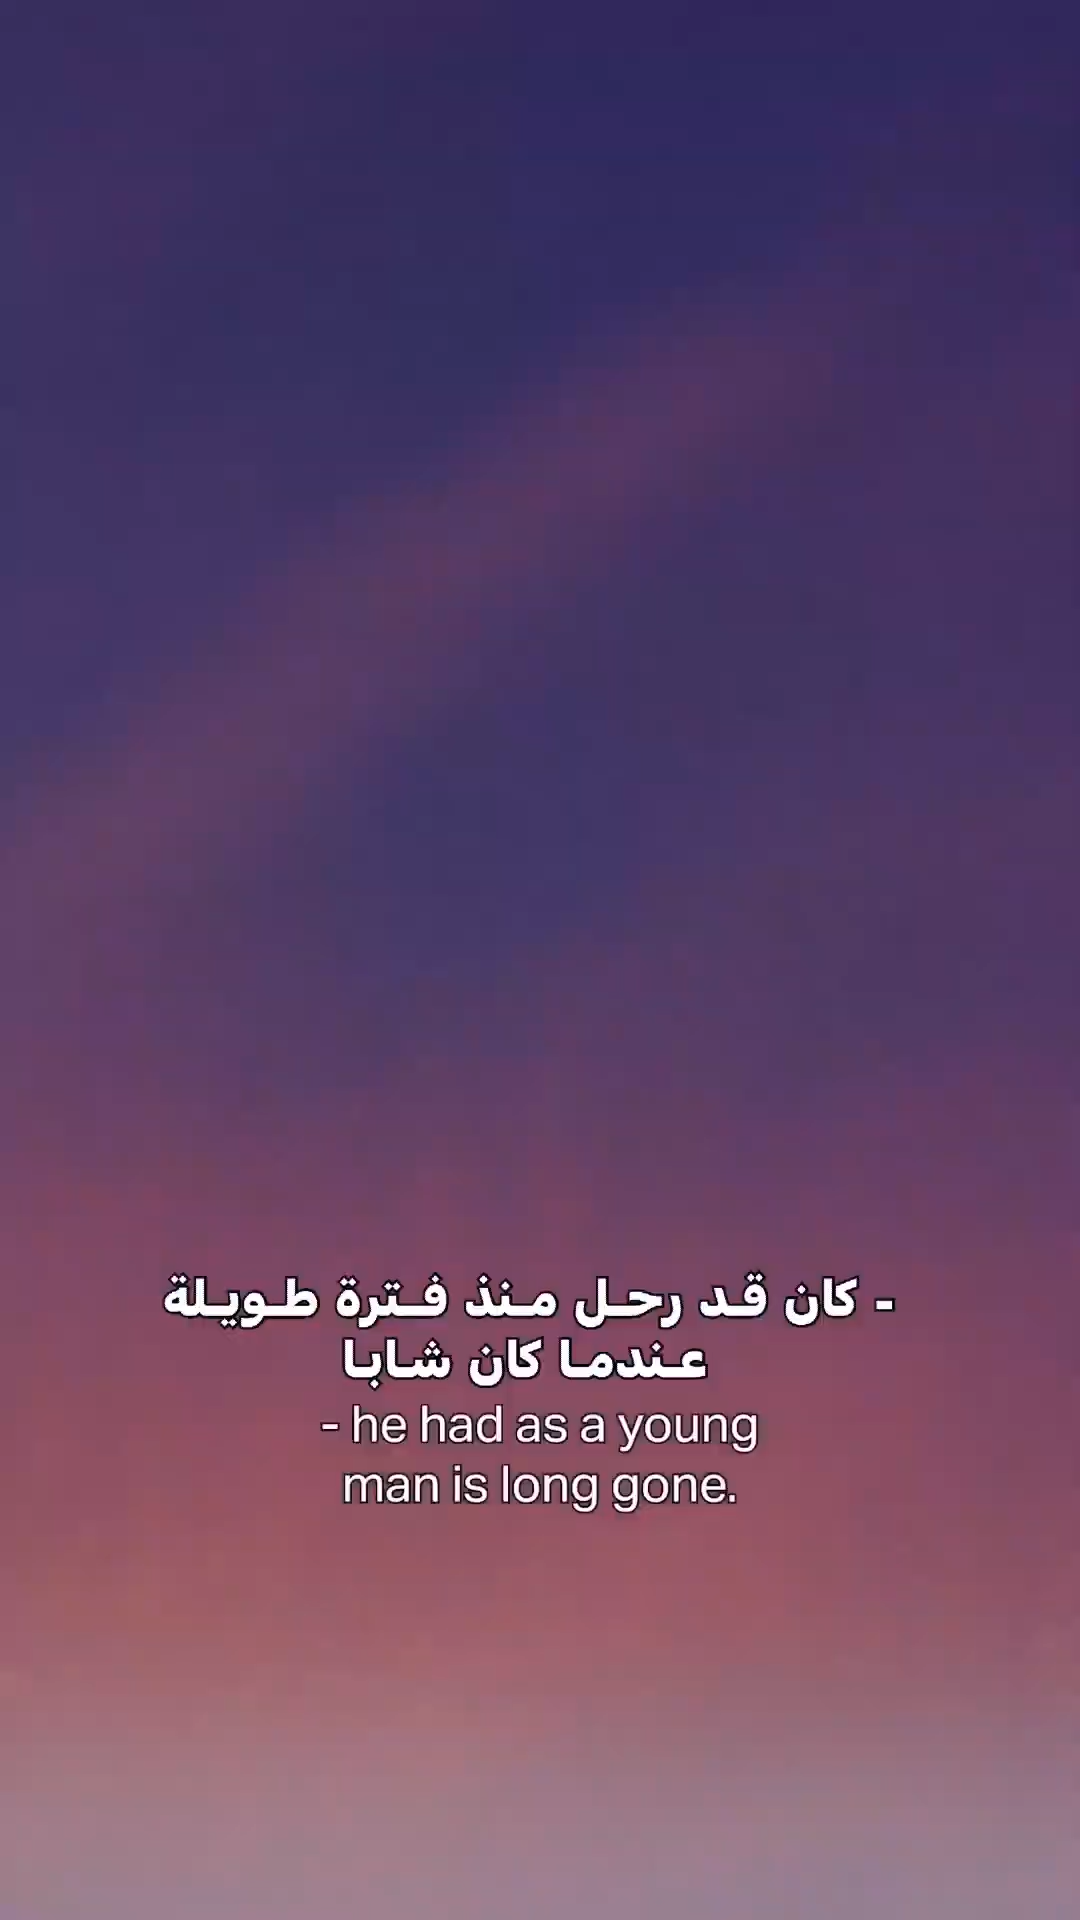 - كان قد رحل منذ فترة طويلة
عندما كان شابا
- he had as a young
man is long gone.